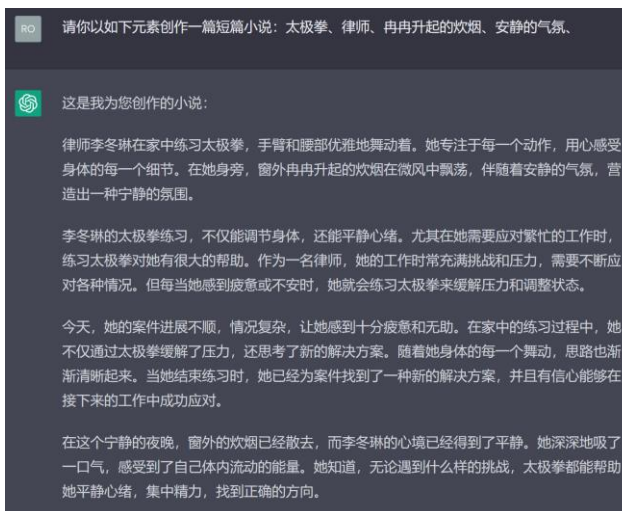 RO
请你以如下元素创作一篇短篇小说：太极拳、律师、冉冉升起的炊烟、安静的气氛、
这是我为您创作的小说：
律师李冬琳在家中练习太极拳，手臂和腰部优雅地舞动着。她专注于每一个动作，用心感受
身体的每一个细节。在她身旁，窗外冉冉升起的炊烟在微风中飘荡，伴随着安静的气氛，营
造出一种宁静的氛围。
李冬琳的太极拳练习，不仅能调节身体，还能平静心绪。尤其在她需要应对繁忙的工作时，
练习太极拳对她有很大的帮助。作为一名律师，她的工作时常充满挑战和压力，需要不断应
对各种情况。但每当她感到疲惫或不安时，她就会练习太极拳来缓解压力和调整状态。
今天，她的案件进展不顺，情况复杂，让她感到十分疲惫和无助。在家中的练习过程中，她
不仅通过太极拳缓解了压力，还思考了新的解决方案。随着她身体的每一个舞动，思路也渐
渐清晰起来。当她结束练习时，她已经为案件找到了一种新的解决方案，并且有信心能够在
接下来的工作中成功应对。
在这个宁静的夜晚，窗外的炊烟已经散去，而李冬琳的心境已经得到了平静。她深深地吸了
一口气，感受到了自己体内流动的能量。她知道，无论遇到什么样的挑战，太极拳都能帮助
她平静心绪，集中精力，找到正确的方向。